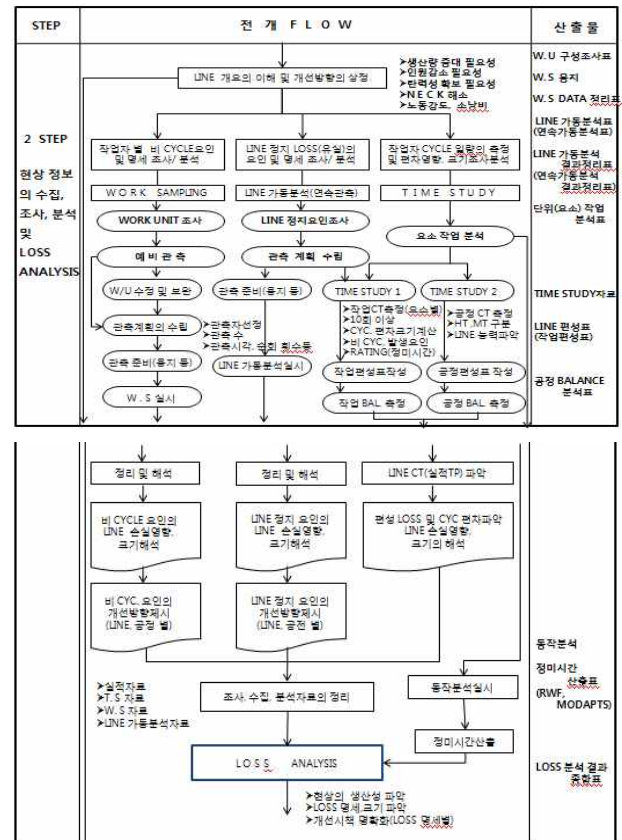 STEP
전 개 F L O W
산 출 물
LINE 개요의 이해 및 개선방향의 상정
➤생산량 증대 필요성
➤인원감소 필요성
➤탄력성 확보 필요성
➤N E C K 해소
➤노동강도, 소낭비
W.U 구성조사표
W.S 용지
W.S DATA 정리표
LINE 가동분석표
(연속가동분석표)
LINE 가동분석
결과정리표
(연속가동분석
결과정리표)
단위(요소) 작업
분석표
TIME STUDY자료
LINE 편성표
(작업편성표)
공정 BALANCE
분석표
2 STEP
현상 정보
의 수집,
조사, 분석
및
LOSS
ANALYSIS
작업자 별 비 CYCLE요인
및 명세 조사/ 분석
LINE 정지 LOSS(유실)의
요인 및 명세 조사/ 분석
작업자 CYCLE 일량의 측정
및 편차영향, 크기조사분석
W O R K S A M P L I N G
LINE 가동분석(연속관측)
T I M E S T U D Y
WORK UNIT 조사
LINE 정지요인조사
요소 작업 분석
예 비 관 측
관측 계획 수립
W/U 수정 및 보완
관측 준비(용지 등)
TIME STUDY 1
TIME STUDY 2
관측계획의 수립
➤관측자선정
➤관측 수
➤관측시각, 순회 횟수등
➤작업CT측정(요소별)
➤10회 이상
➤CYC. 편차크기계산
➤비 CYC, 발생요인
➤RATING(정미시간)
➤공정 CT 측정
➤HT ,MT 구분
➤LINE 능력파악
관측 준비(용지 등)
LINE 가동분석실시
작업편성표작성
공정편성표 작성
W . S 실시
작업 BAL. 측정
공정 BAL. 측정
정리 및 해석
정리 및 해석
LINE CT(실적TP) 파악
비 CYCLE 요인의
LINE 손실영향,
크기해석
LINE 정지 요인의
LINE 손실영향,
크기해석
편성 LOSS 및 CYC 편차파악
LINE 손실영향,
크기의 해석
비 CYC. 요인의
개선방향제시
(LINE, 공정 별)
LINE 정지 요인의
개선방향제시
(LINE, 공전 별)
➤실적자료
➤T. S 자료
➤W. S 자료
➤LINE 가동분석자료
조사, 수집, 분석자료의 정리
동작분석실시
정미시간산출
동작분석
정미시간
산출표
(RWF,
MODAPTS)
L O S S ANALYSIS
LOSS 분석 결과
종합표
➤현상의 생산성 파악
➤LOSS 명세,크기 파악
➤개선시책 명확화(LOSS 명세별)